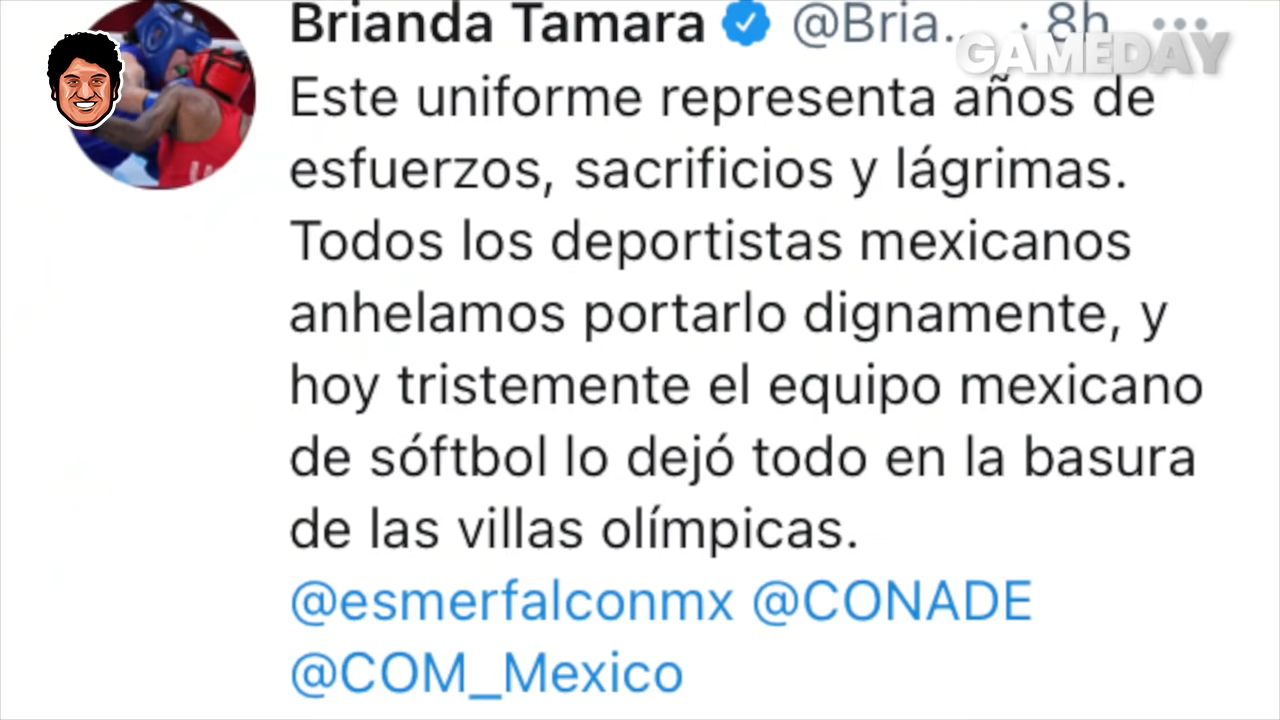 Brianda Tamara @Bria... · 8h
GAMEDAY
Este uniforme representa años de
esfuerzos, sacrificios y lágrimas.
Todos los deportistas mexicanos
anhelamos portarlo dignamente, y
hoy tristemente el equipo mexicano
de sóftbol lo dejó todo en la basura
de las villas olímpicas.
@esmerfalconmx @CONADE
@COM_Mexico